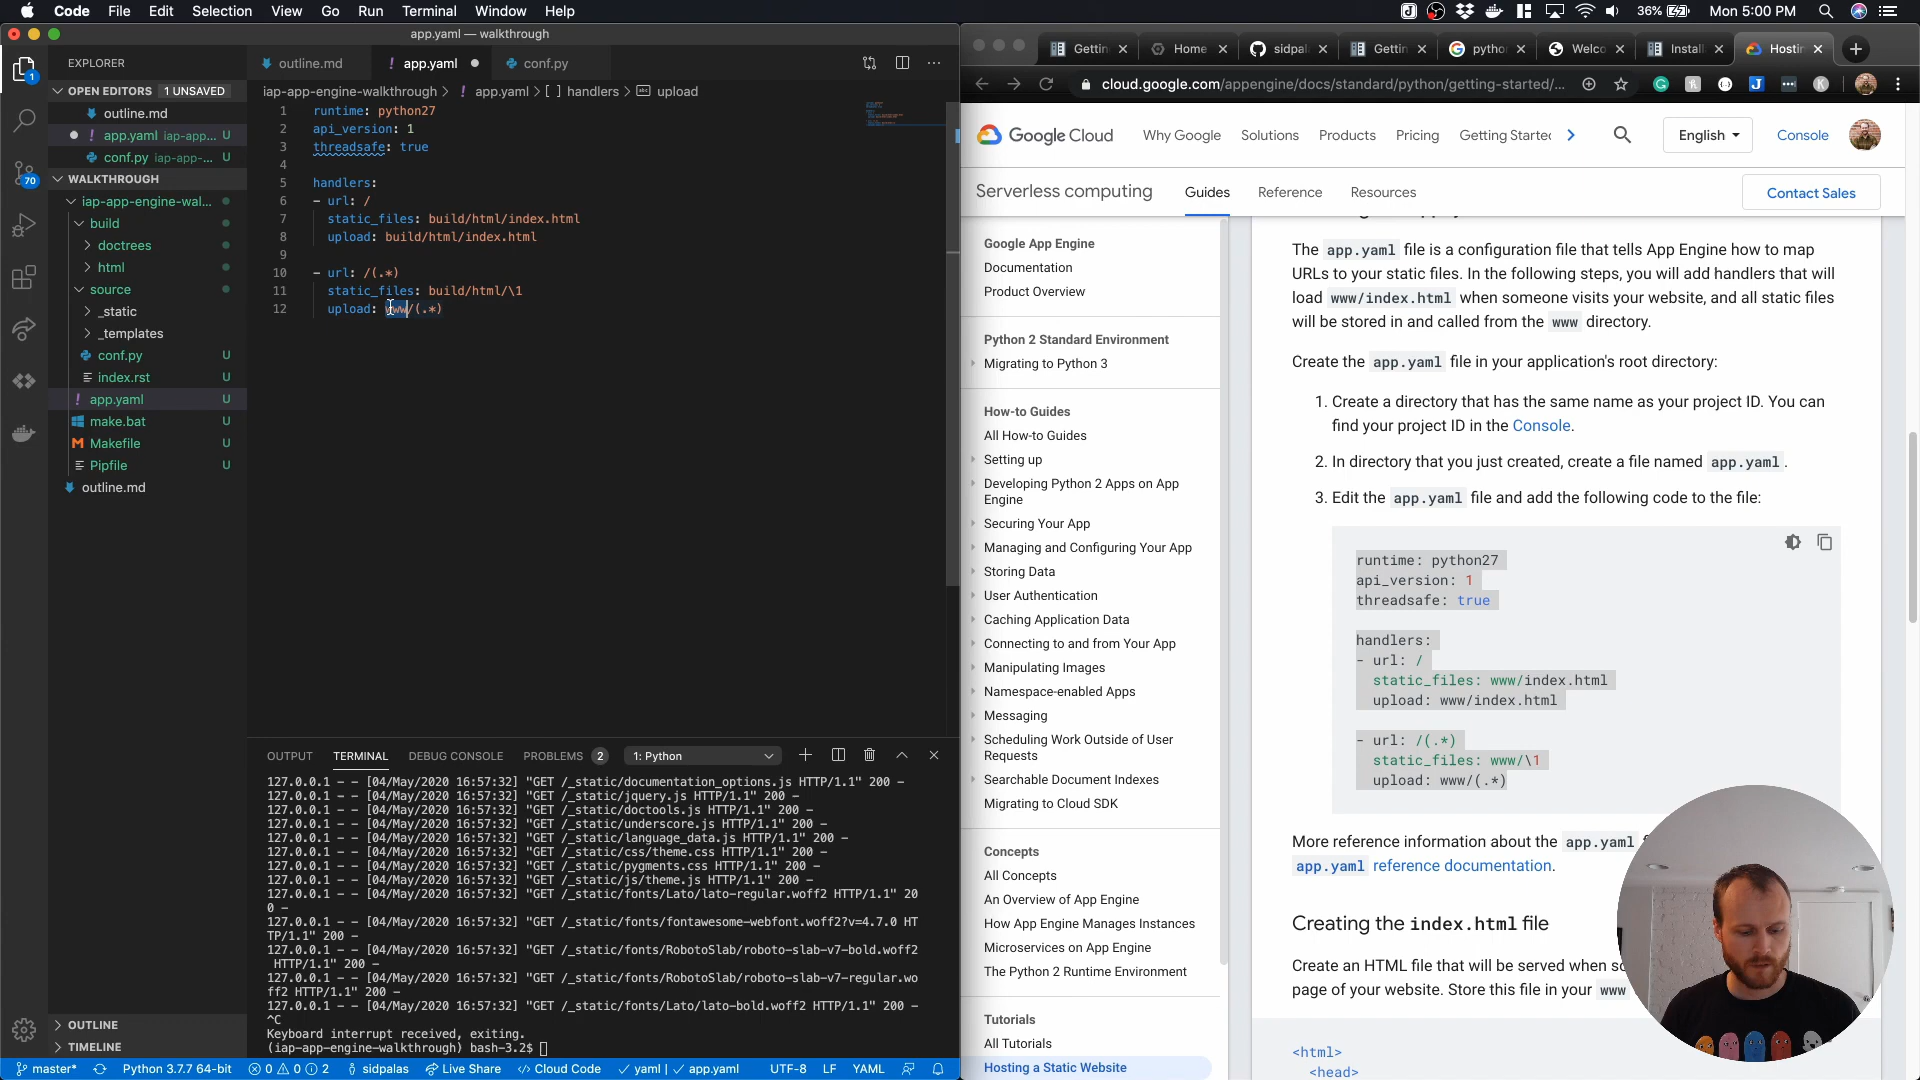 Code File Edit Selection View Go Run Terminal Window Help
36% Mon 5:00 PM
app.yaml — walkthrough
EXPLORER
OPEN EDITORS 1 UNSAVED
outline.md
app.yaml iap-app... U
conf.py iap-app-... U
WALKTHROUGH
iap-app-engine-wal...
build
doctrees
html
source
_static
_templates
conf.py U
index.rst U
app.yaml U
make.bat U
Makefile U
Pipfile U
outline.md
OUTLINE
TIMELINE
1
70
outline.md
app.yaml
conf.py
iap-app-engine-walkthrough > app.yaml > [ ] handlers > upload
1 runtime: python27
2 api_version: 1
3 threadsafe: true
4
5 handlers:
6 - url: /
7 static_files: build/html/index.html
8 upload: build/html/index.html
9
10 - url: /(.*)
11 static_files: build/html/\1
12 upload: www/(.*)
OUTPUT TERMINAL DEBUG CONSOLE PROBLEMS 2 1: Python
127.0.0.1 - - [04/May/2020 16:57:32] "GET /_static/documentation_options.js HTTP/1.1" 200 -
127.0.0.1 - - [04/May/2020 16:57:32] "GET /_static/jquery.js HTTP/1.1" 200 -
127.0.0.1 - - [04/May/2020 16:57:32] "GET /_static/doctools.js HTTP/1.1" 200 -
127.0.0.1 - - [04/May/2020 16:57:32] "GET /_static/underscore.js HTTP/1.1" 200 -
127.0.0.1 - - [04/May/2020 16:57:32] "GET /_static/language_data.js HTTP/1.1" 200 -
127.0.0.1 - - [04/May/2020 16:57:32] "GET /_static/css/theme.css HTTP/1.1" 200 -
127.0.0.1 - - [04/May/2020 16:57:32] "GET /_static/pygments.css HTTP/1.1" 200 -
127.0.0.1 - - [04/May/2020 16:57:32] "GET /_static/js/theme.js HTTP/1.1" 200 -
127.0.0.1 - - [04/May/2020 16:57:32] "GET /_static/fonts/Lato/lato-regular.woff2 HTTP/1.1" 20
0 -
127.0.0.1 - - [04/May/2020 16:57:32] "GET /_static/fonts/fontawesome-webfont.woff2?v=4.7.0 HT
TP/1.1" 200 -
127.0.0.1 - - [04/May/2020 16:57:32] "GET /_static/fonts/RobotoSlab/roboto-slab-v7-bold.woff2
HTTP/1.1" 200 -
127.0.0.1 - - [04/May/2020 16:57:32] "GET /_static/fonts/RobotoSlab/roboto-slab-v7-regular.wo
ff2 HTTP/1.1" 200 -
127.0.0.1 - - [04/May/2020 16:57:32] "GET /_static/fonts/Lato/lato-bold.woff2 HTTP/1.1" 200 -
^C
Keyboard interrupt received, exiting.
(iap-app-engine-walkthrough) bash-3.2$
master* Python 3.7.7 64-bit 0 0 2 sidpalas Live Share Cloud Code yaml | app.yaml UTF-8 LF YAML
Gettin Home sidpal Gettin python Welco Install Hostin
cloud.google.com/appengine/docs/standard/python/getting-started/...
Google Cloud Why Google Solutions Products Pricing Getting Started English Console
Serverless computing Guides Reference Resources Contact Sales
Google App Engine
Documentation
Product Overview
Python 2 Standard Environment
Migrating to Python 3
How-to Guides
All How-to Guides
Setting up
Developing Python 2 Apps on App
Engine
Securing Your App
Managing and Configuring Your App
Storing Data
User Authentication
Caching Application Data
Connecting to and from Your App
Manipulating Images
Namespace-enabled Apps
Messaging
Scheduling Work Outside of User
Requests
Searchable Document Indexes
Migrating to Cloud SDK
Concepts
All Concepts
An Overview of App Engine
How App Engine Manages Instances
Microservices on App Engine
The Python 2 Runtime Environment
Tutorials
All Tutorials
Hosting a Static Website
The app.yaml file is a configuration file that tells App Engine how to map
URLs to your static files. In the following steps, you will add handlers that will
load www/index.html when someone visits your website, and all static files
will be stored in and called from the www directory.
Create the app.yaml file in your application's root directory:
1. Create a directory that has the same name as your project ID. You can
find your project ID in the Console.
2. In directory that you just created, create a file named app.yaml.
3. Edit the app.yaml file and add the following code to the file:
runtime: python27
api_version: 1
threadsafe: true
handlers:
- url: /
static_files: www/index.html
upload: www/index.html
- url: /(.*)
static_files: www/\1
upload: www/(.*)
More reference information about the app.yaml
app.yaml reference documentation.
Creating the index.html file
Create an HTML file that will be served when
page of your website. Store this file in your www
<html>
<head>